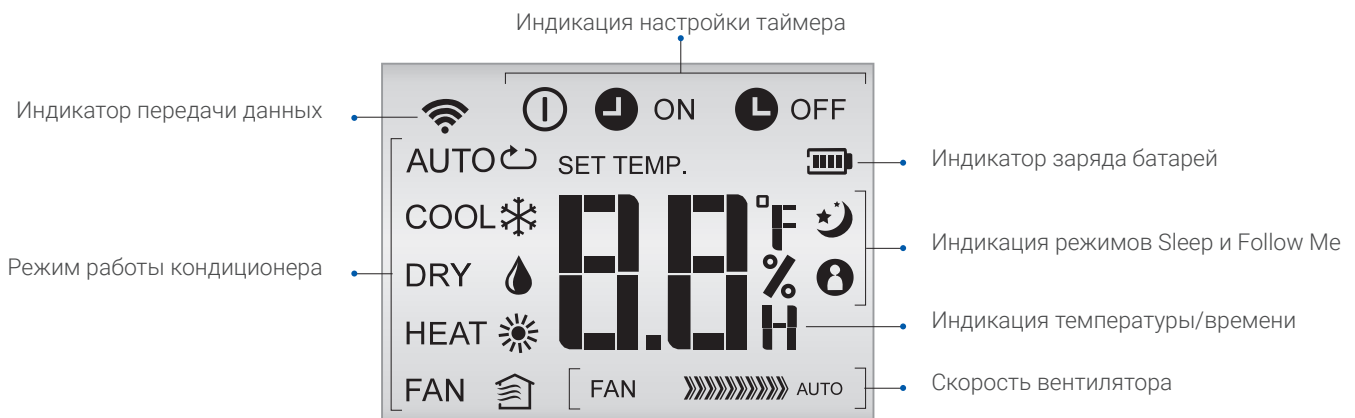 Индикация настройки таймера
Индикатор передачи данных
ON OFF
AUTO SET TEMP.
Индикатор заряда батарей
COOL
8.8 °F
Индикация режимов Sleep и Follow Me
Режим работы кондиционера
DRY
%
HEAT
H
Индикация температуры/времени
FAN
FAN AUTO
Скорость вентилятора